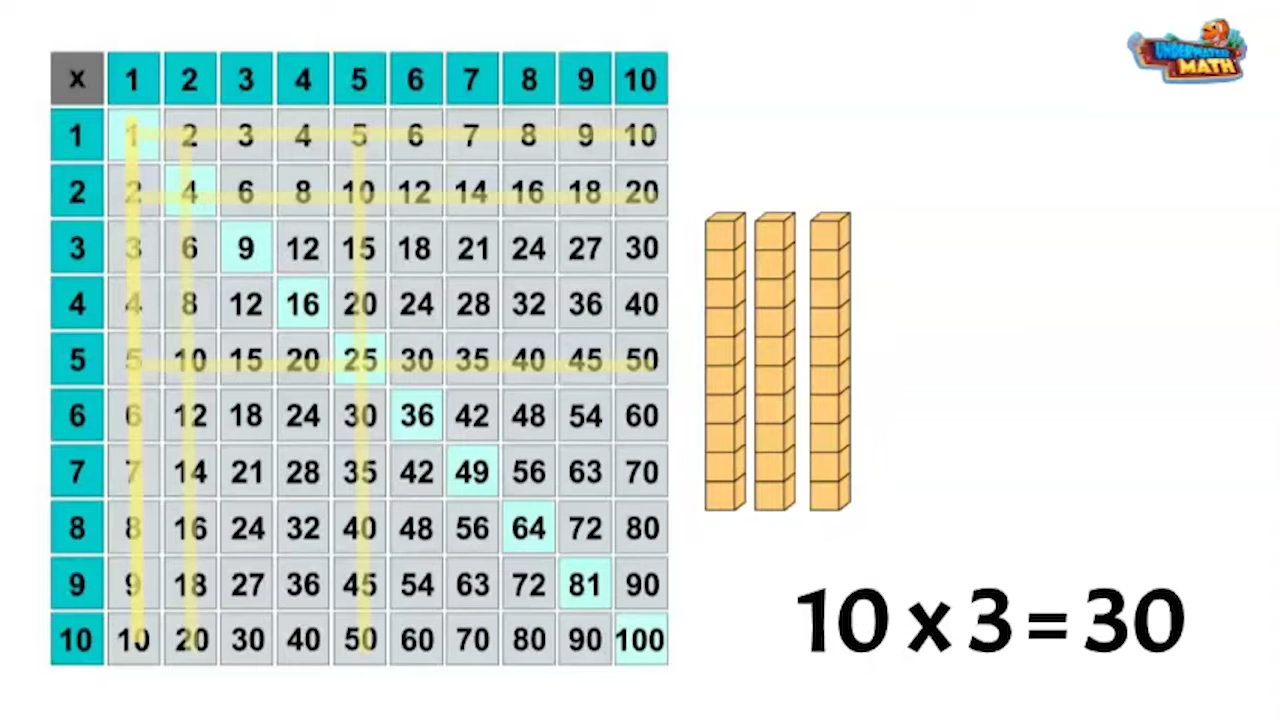 UNDERWATER
MATH
x 1 2 3 4 5 6 7 8 9 10
1 1 2 3 4 5 6 7 8 9 10
2 2 4 6 8 10 12 14 16 18 20
3 3 6 9 12 15 18 21 24 27 30
4 4 8 12 16 20 24 28 32 36 40
5 5 10 15 20 25 30 35 40 45 50
6 6 12 18 24 30 36 42 48 54 60
7 7 14 21 28 35 42 49 56 63 70
8 8 16 24 32 40 48 56 64 72 80
9 9 18 27 36 45 54 63 72 81 90
10 10 20 30 40 50 60 70 80 90 100
10 x 3 = 30